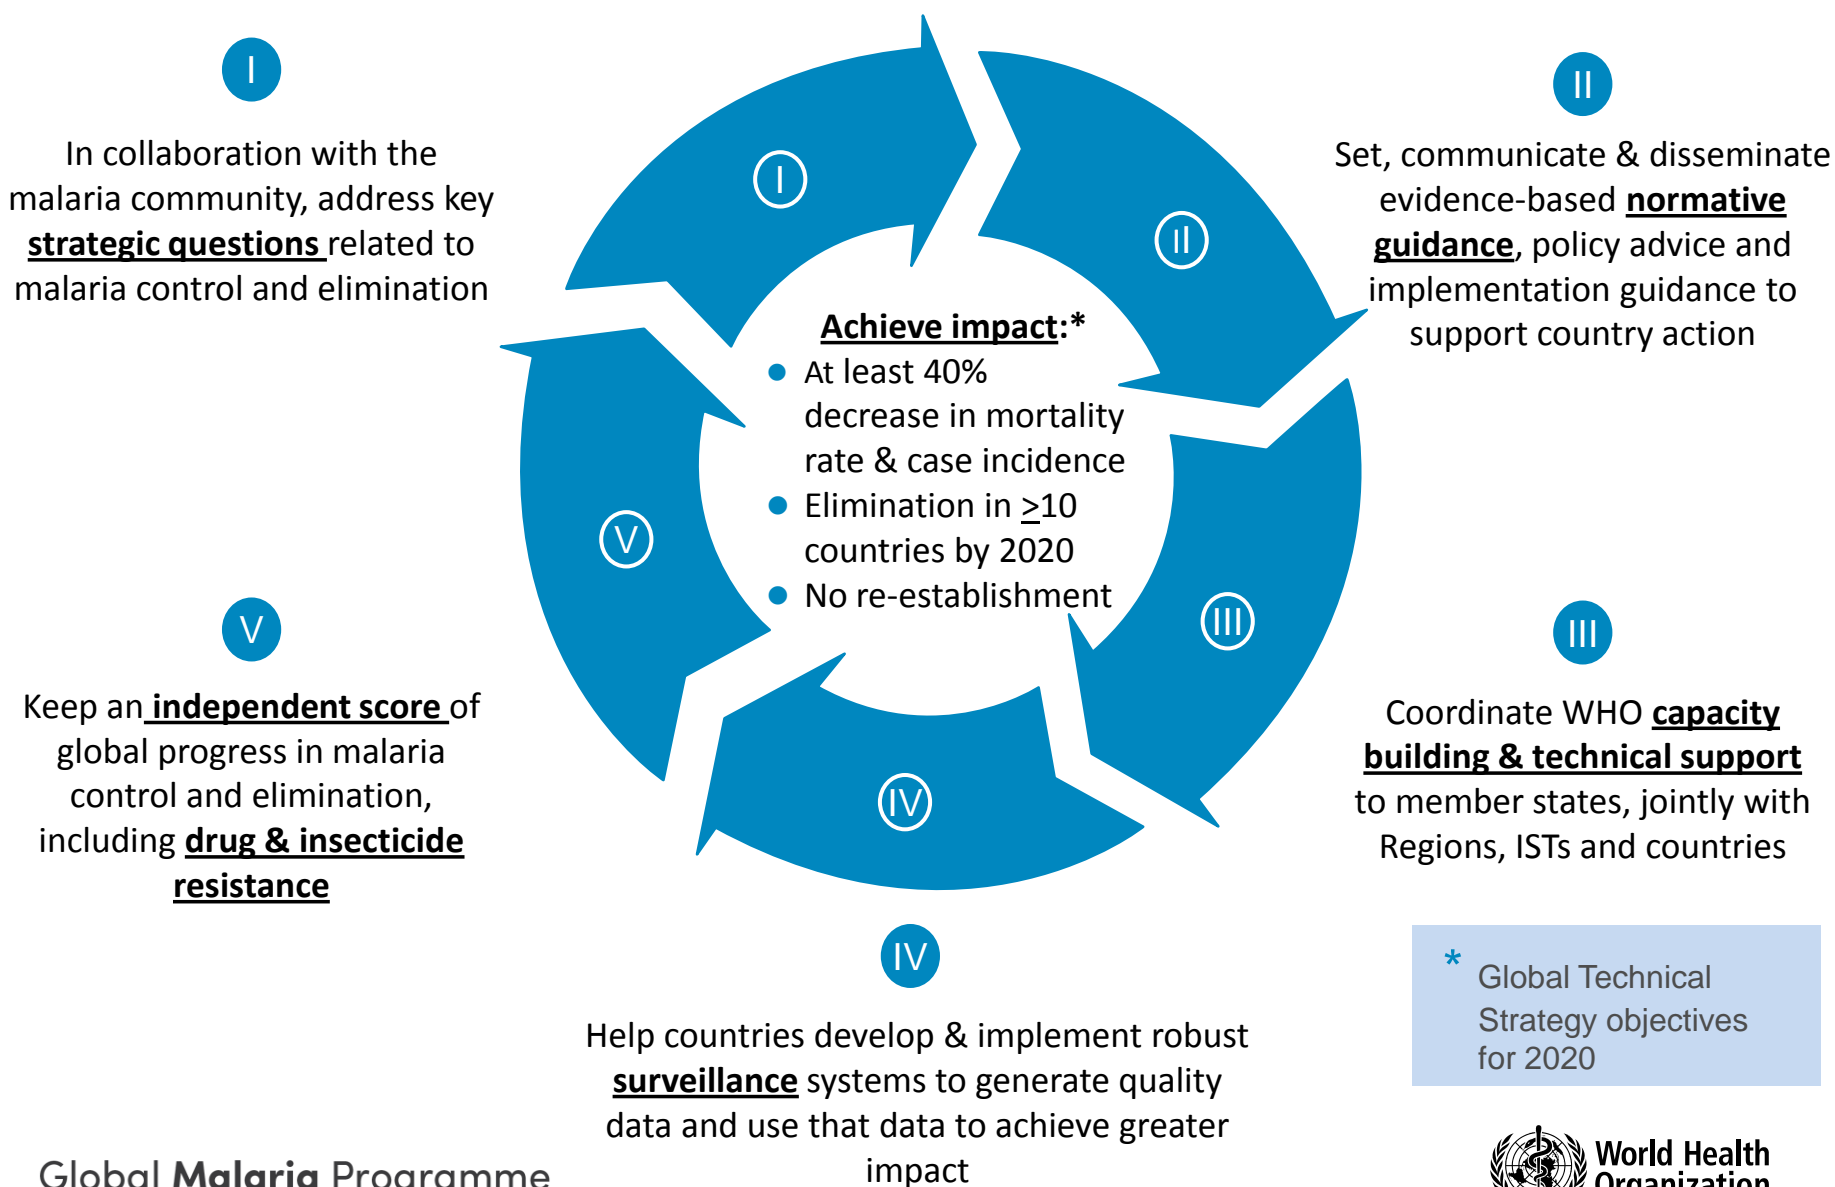 I
In collaboration with the
malaria community, address key
strategic questions related to
malaria control and elimination
II
Set, communicate & disseminate
evidence-based normative
guidance, policy advice and
implementation guidance to
support country action
I
II
III
IV
V
Achieve impact:*
● At least 40%
decrease in mortality
rate & case incidence
● Elimination in ≥10
countries by 2020
● No re-establishment
V
Keep an independent score of
global progress in malaria
control and elimination,
including drug & insecticide
resistance
III
Coordinate WHO capacity
building & technical support
to member states, jointly with
Regions, ISTs and countries
IV
Help countries develop & implement robust
surveillance systems to generate quality
data and use that data to achieve greater
impact
* Global Technical
Strategy objectives
for 2020
Global Malaria Programme
World Health
Organization